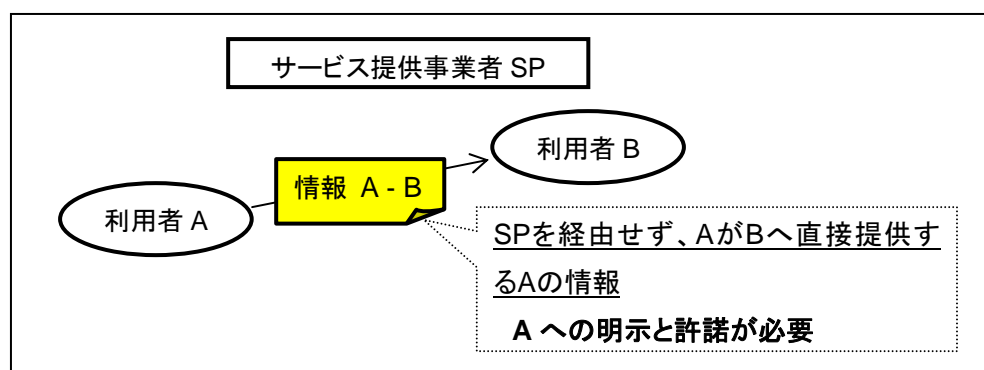 サービス提供事業者 SP
利用者 B
情報 A - B
利用者 A
SPを経由せず、AがBへ直接提供す
るAの情報
A への明示と許諾が必要